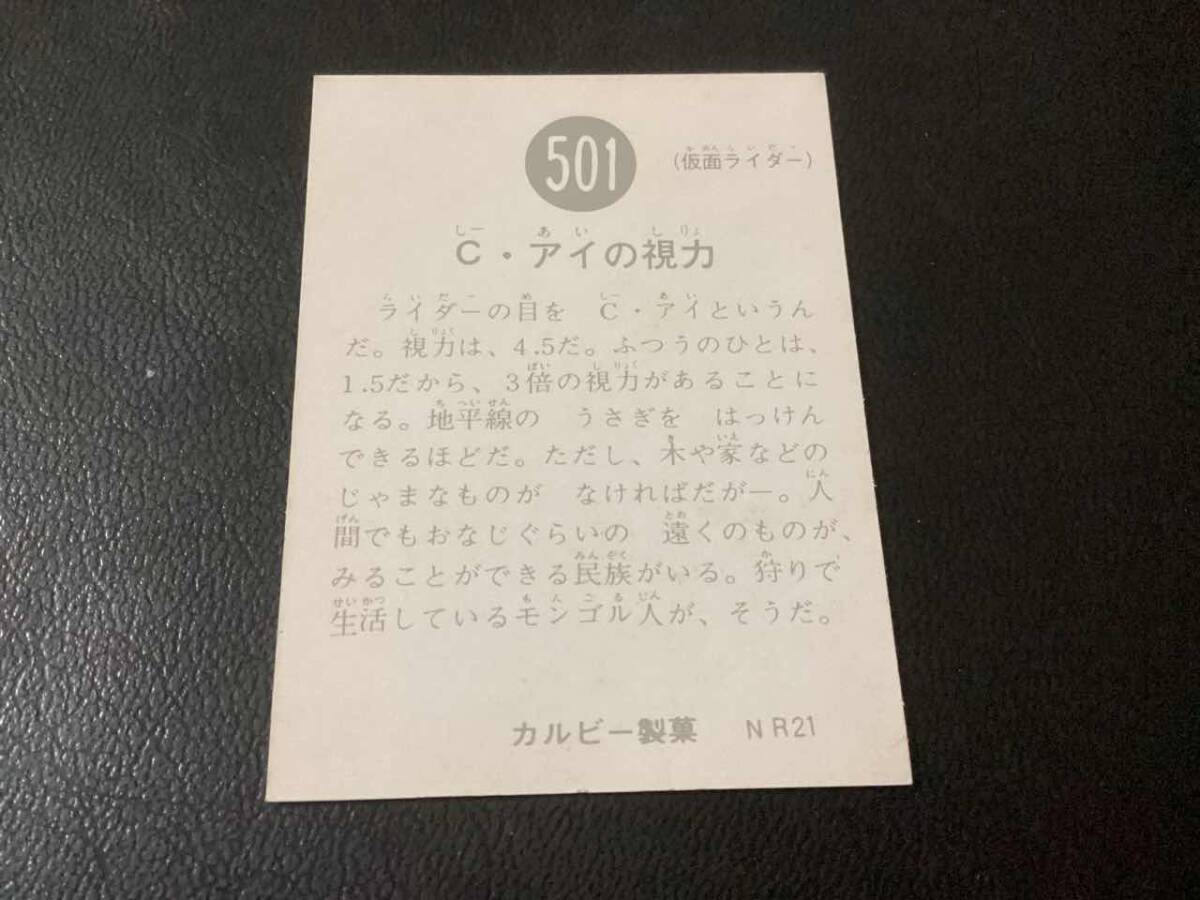 501
(仮面ライダー)
C・アイの視力
ライダーの目を C・アイというん
だ。視力は、4.5だ。ふつうのひとは、
1.5だから、3倍の視力があることに
なる。地平線の うさぎを はっけん
できるほどだ。ただし、木や家などの
じゃまなものが なければだがー。人
間でもおなじぐらいの 遠くのものが、
みることができる民族がいる。狩りで
生活しているモンゴル人が、そうだ。
カルビー製菓 NR21